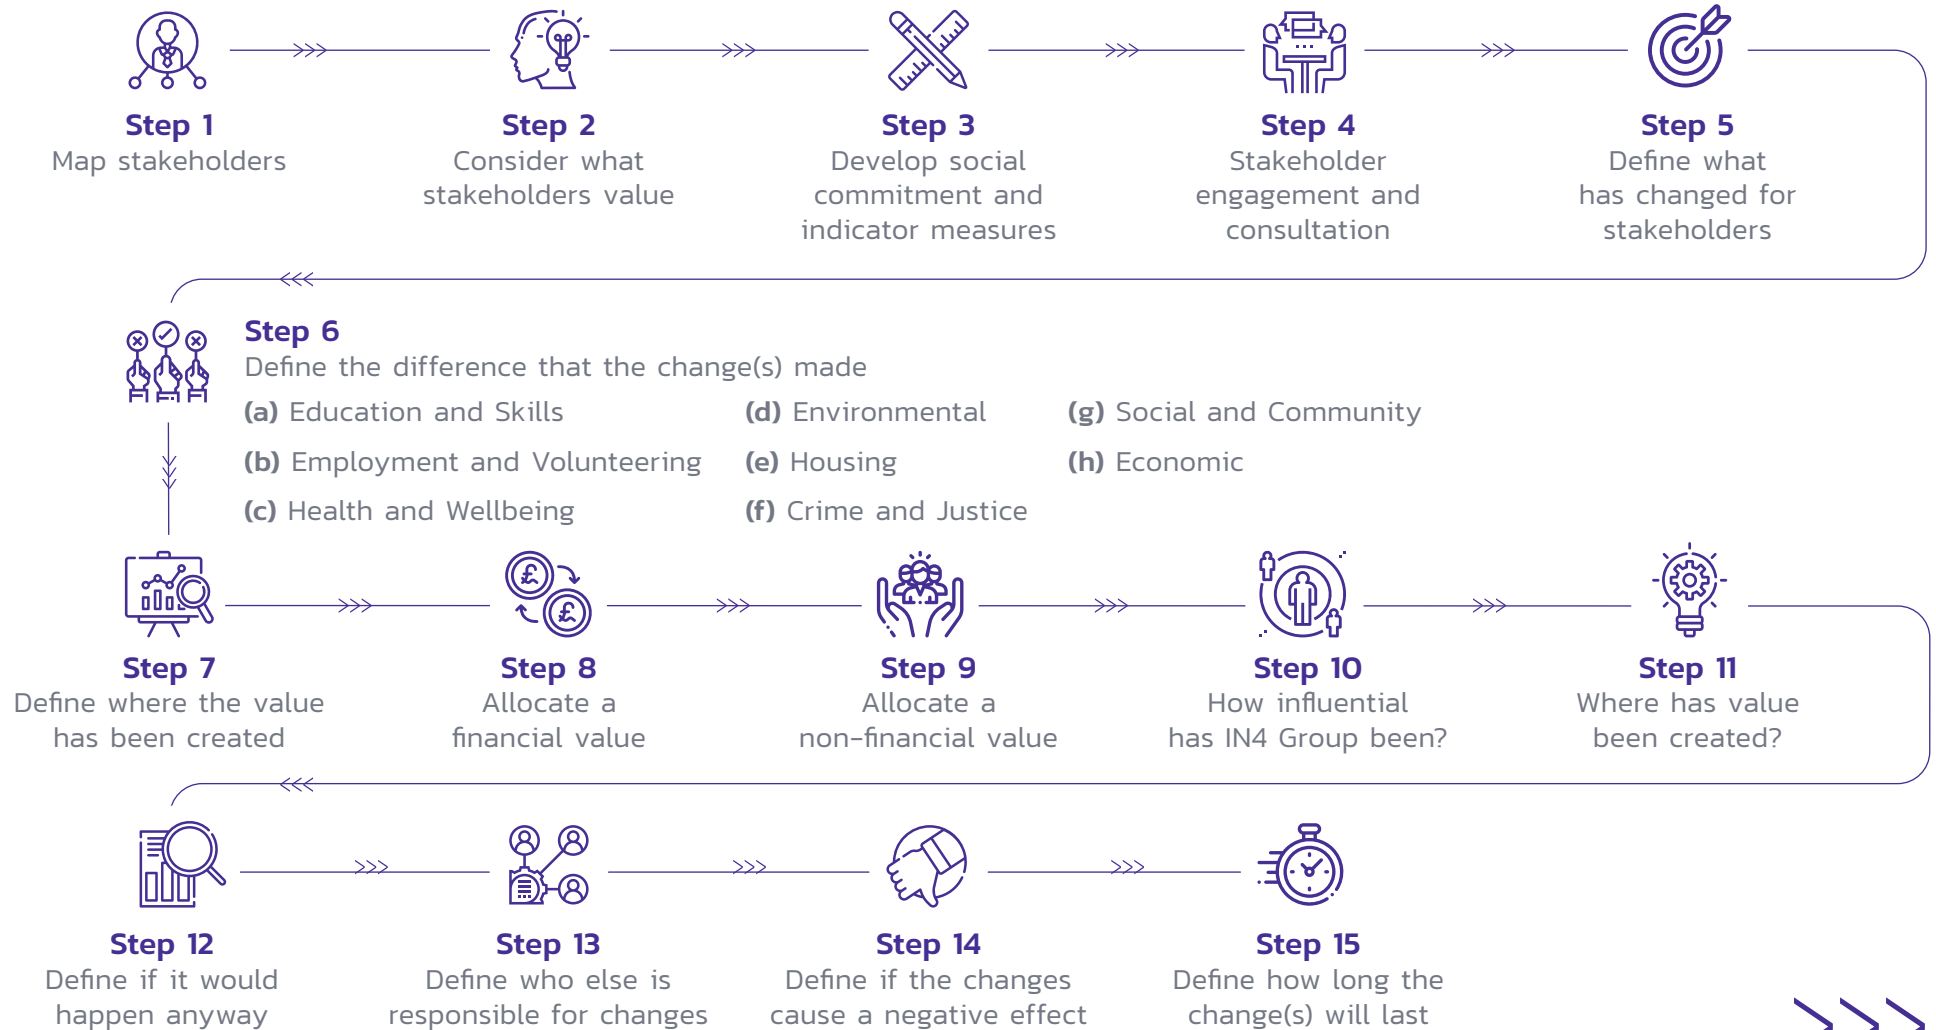 Step 1
Map stakeholders
Step 2
Consider what
stakeholders value
Step 3
Develop social
commitment and
indicator measures
Step 4
Stakeholder
engagement and
consultation
Step 5
Define what
has changed for
stakeholders
Step 6
Define the difference that the change(s) made
(a) Education and Skills
(b) Employment and Volunteering
(c) Health and Wellbeing
(d) Environmental
(e) Housing
(f) Crime and Justice
(g) Social and Community
(h) Economic
Step 7
Define where the value
has been created
Step 8
Allocate a
financial value
Step 9
Allocate a
non-financial value
Step 10
How influential
has IN4 Group been?
Step 11
Where has value
been created?
Step 12
Define if it would
happen anyway
Step 13
Define who else is
responsible for changes
Step 14
Define if the changes
cause a negative effect
Step 15
Define how long the
change(s) will last